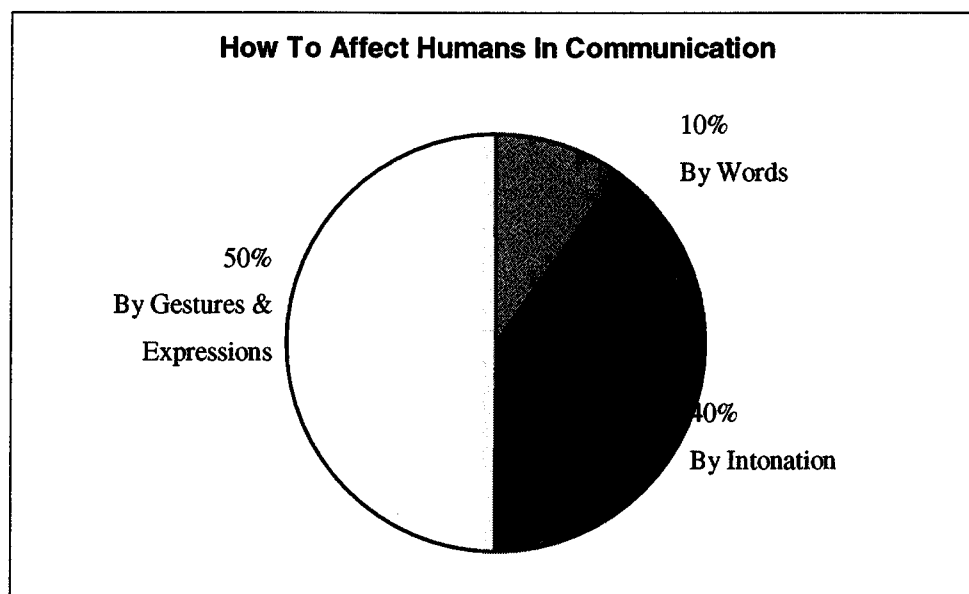 How To Affect Humans In Communication
10%
By Words
50%
By Gestures &
Expressions
40%
By Intonation